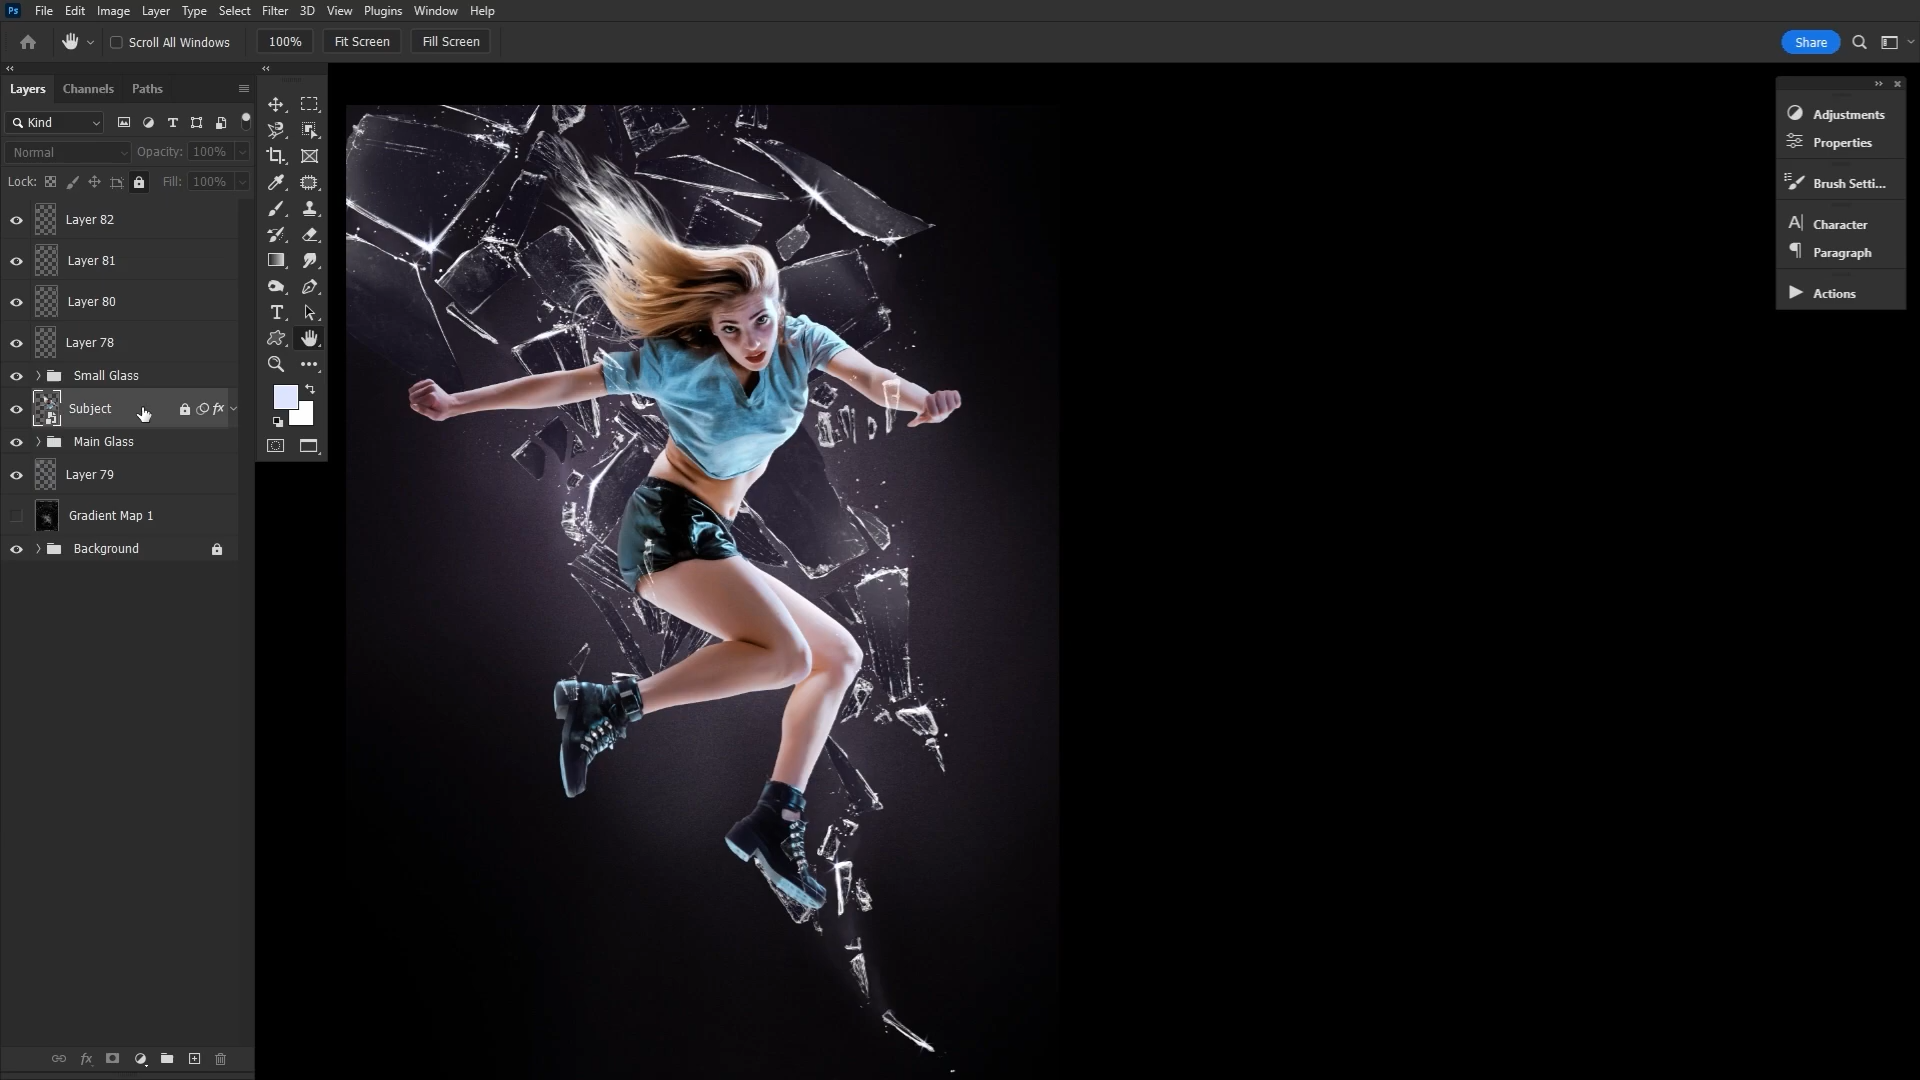 Ps File Edit Image Layer Type Select Filter 3D View Plugins Window Help
Scroll All Windows 100% Fit Screen Fill Screen Share
Layers Channels Paths
Kind
Normal Opacity: 100%
Lock: Fill: 100%
Layer 82
Layer 81
Layer 80
Layer 78
Small Glass
Subject fx
Main Glass
Layer 79
Gradient Map 1
Background
fx
Adjustments
Properties
Brush Setti...
Character
Paragraph
Actions